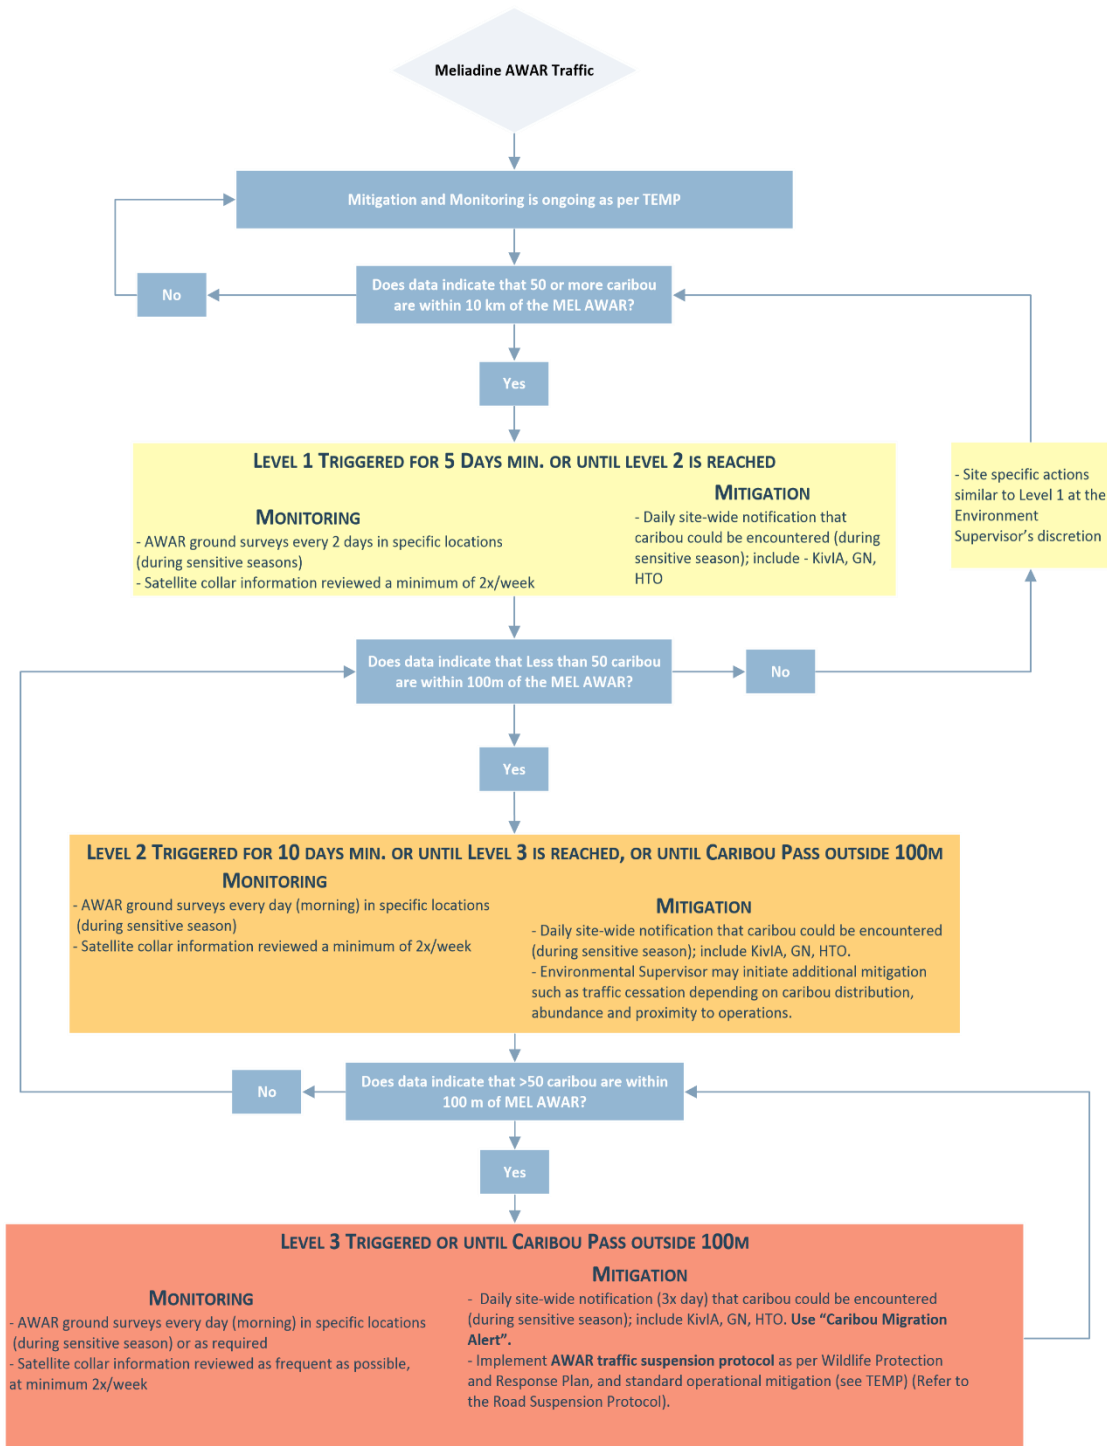 Meliadine AWAR Traffic
Mitigation and Monitoring is ongoing as per TEMP
Does data indicate that 50 or more caribou
are within 10 km of the MEL AWAR?
No
Yes
LEVEL 1 TRIGGERED FOR 5 DAYS MIN. OR UNTIL LEVEL 2 IS REACHED
MONITORING
- AWAR ground surveys every 2 days in specific locations
(during sensitive seasons)
- Satellite collar information reviewed a minimum of 2x/week
MITIGATION
- Daily site-wide notification that
caribou could be encountered (during
sensitive season); include - KivIA, GN,
HTO
- Site specific actions
similar to Level 1 at the
Environment
Supervisor's discretion
Does data indicate that Less than 50 caribou
are within 100m of the MEL AWAR?
No
Yes
LEVEL 2 TRIGGERED FOR 10 DAYS MIN. OR UNTIL LEVEL 3 IS REACHED, OR UNTIL CARIBOU PASS OUTSIDE 100M
MONITORING
- AWAR ground surveys every day (morning) in specific locations
(during sensitive season)
- Satellite collar information reviewed a minimum of 2x/week
MITIGATION
- Daily site-wide notification that caribou could be encountered
(during sensitive season); include KivIA, GN, HTO.
- Environmental Supervisor may initiate additional mitigation
such as traffic cessation depending on caribou distribution,
abundance and proximity to operations.
Does data indicate that >50 caribou are within
100 m of MEL AWAR?
No
Yes
LEVEL 3 TRIGGERED OR UNTIL CARIBOU PASS OUTSIDE 100M
MONITORING
- AWAR ground surveys every day (morning) in specific locations
(during sensitive season) or as required
- Satellite collar information reviewed as frequent as possible,
at minimum 2x/week
MITIGATION
- Daily site-wide notification (3x day) that caribou could be encountered
(during sensitive season); include KivIA, GN, HTO. Use “Caribou Migration
Alert”.
- Implement AWAR traffic suspension protocol as per Wildlife Protection
and Response Plan, and standard operational mitigation (see TEMP) (Refer to
the Road Suspension Protocol).